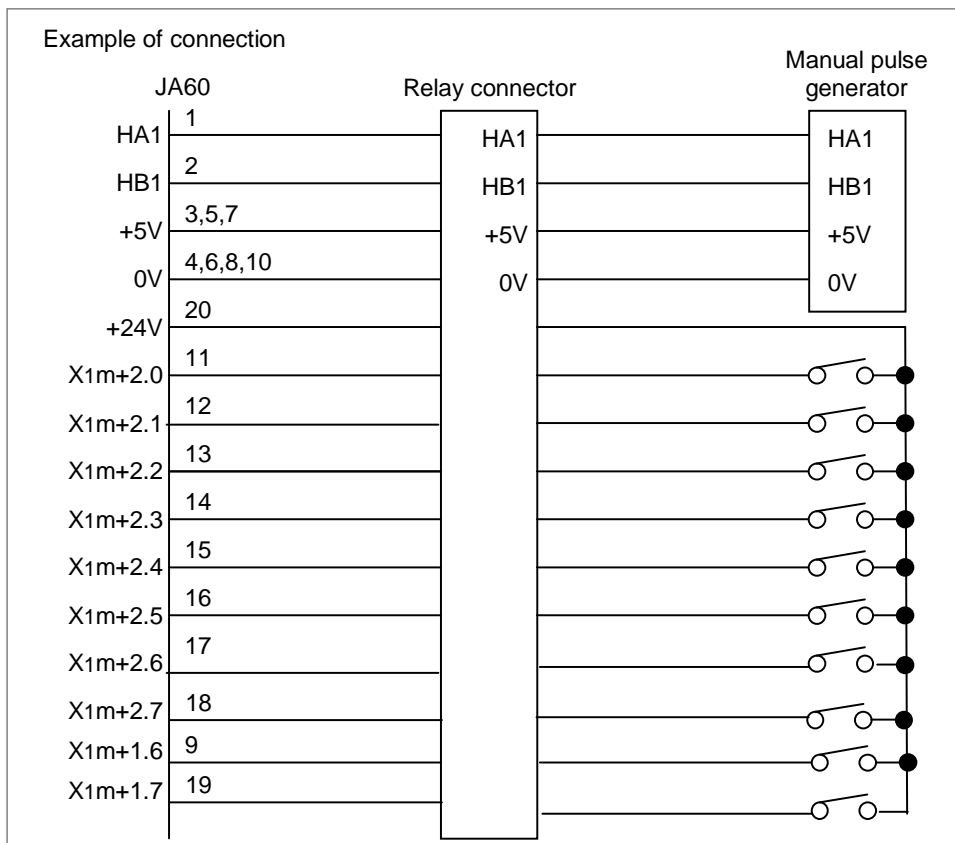 Example of connection
Manual pulse
generator
JA60
Relay connector
1
HA1
HA1
HA1
2
HB1
HB1
HB1
3,5,7
+5V
+5V
+5V
4,6,8,10
0V
0V
0V
20
+24V
11
X1m+2.0
12
X1m+2.1
13
X1m+2.2
14
X1m+2.3
15
X1m+2.4
16
X1m+2.5
17
X1m+2.6
18
X1m+2.7
9
X1m+1.6
19
X1m+1.7